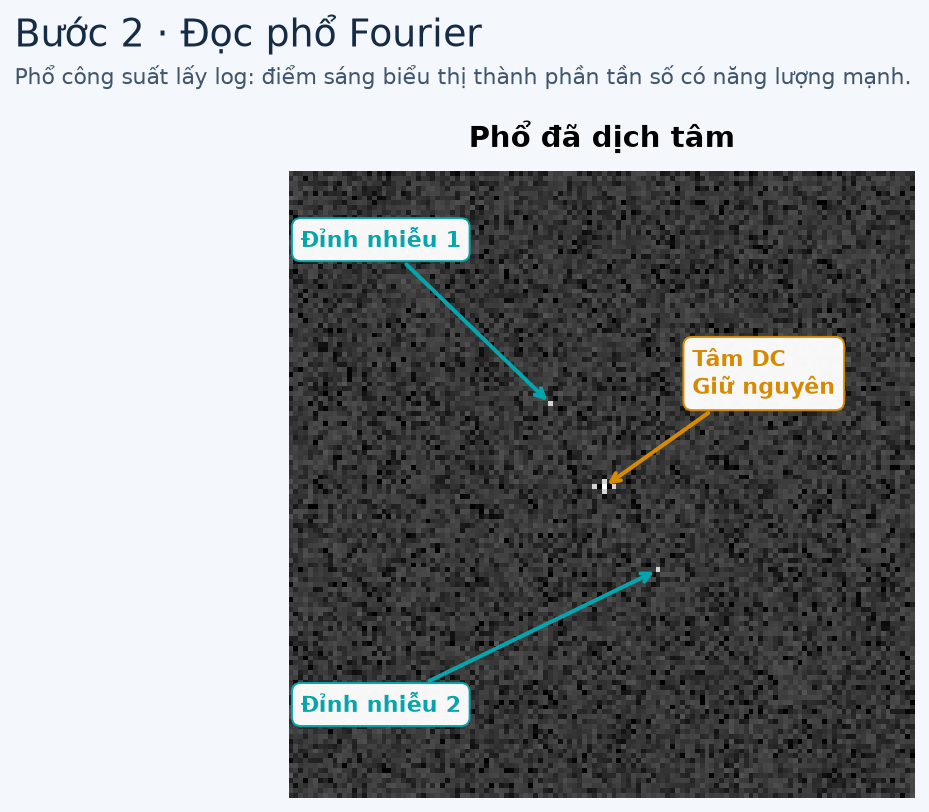 Bước 2 · Đọc phổ Fourier
Phổ công suất lấy log: điểm sáng biểu thị thành phần tần số có năng lượng mạnh.
Phổ đã dịch tâm
Đỉnh nhiễu 1
Tâm DC
Giữ nguyên
Đỉnh nhiễu 2